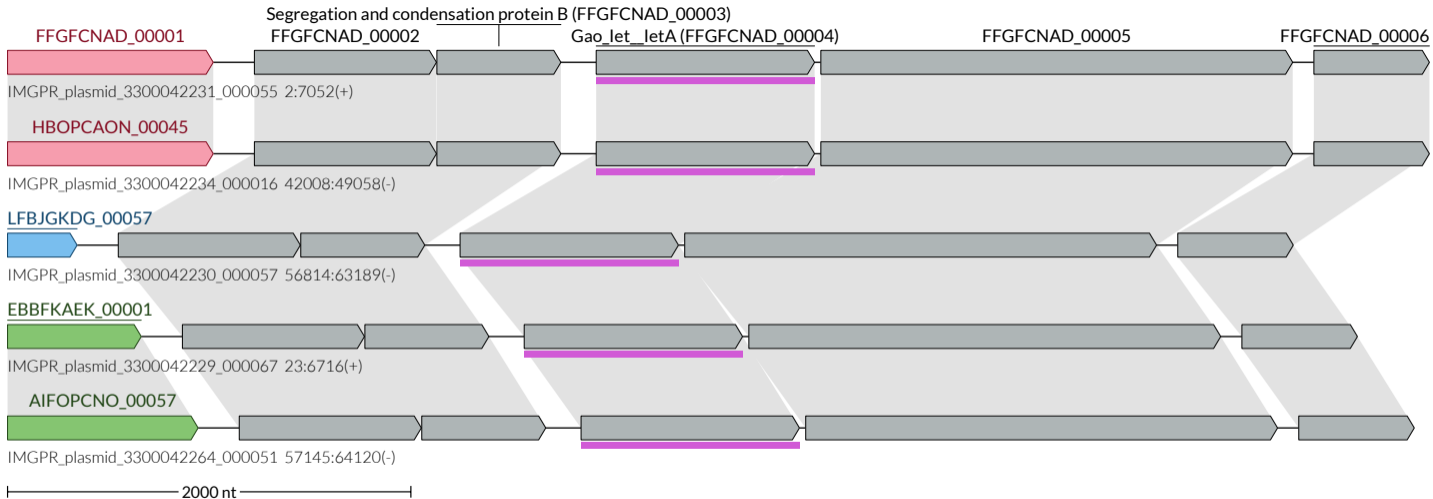 Segregation and condensation protein B (FFGFCNAD_00003)
FFGFCNAD_00001 FFGFCNAD_00002 Gao_Iet__IetA (FFGFCNAD_00004) FFGFCNAD_00005 FFGFCNAD_00006
IMGPR_plasmid_3300042231_000055 2:7052(+)
HBOPCAON_00045
IMGPR_plasmid_3300042234_000016 42008:49058(-)
LFBJGKDG_00057
IMGPR_plasmid_3300042230_000057 56814:63189(-)
EBBFKAEK_00001
IMGPR_plasmid_3300042229_000067 23:6716(+)
AIFOPCNO_00057
IMGPR_plasmid_3300042264_000051 57145:64120(-)
2000 nt